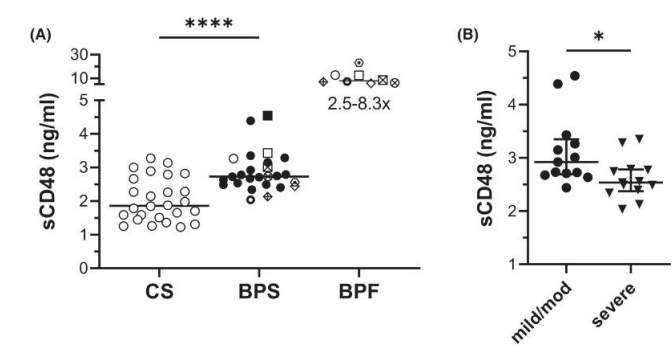 (A)
****
sCD48 (ng/ml)
30
10
5
4
3
2
1
0
2.5-8.3x
CS BPS BPF
(B)
*
sCD48 (ng/ml)
5
4
3
2
1
mild/mod severe